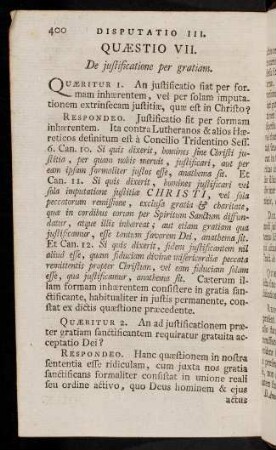 400 DISPUTATIO III.
QUÆSTIO VII.
De justificatione per gratiam.
QUÆRITUR 1. An justificatio fiat per for-
mam inhærentem, vel per solam imputa-
tionem extrinsecam justitiæ, quæ est in Christo?
RESPONDEO. Justificatio fit per formam
inhærentem. Ita contra Lutheranos & alios Hæ-
reticos definitum est à Concilio Tridentino Sess.
6. Can. 10. Si quis dixerit, homines sine Christi ju-
stitia, per quam nobis meruit, justificari, aut per
eam ipsam formaliter justos esse, anathema sit. Et
Can. 11. Si quis dixerit, homines justificari vel
sola imputatione justitiæ CHRISTI, vel sola
peccatorum remissione, exclusa gratia & charitate,
quæ in cordibus eorum per Spiritum Sanctum diffun-
datur, atque illis inhæreat; aut etiam gratiam qua
justificamur, esse tantum favorem Dei, anathema sit.
Et Can. 12. Si quis dixerit, fidem justificantem nil
aliud esse, quam fiduciam divinæ misericordiæ peccata
remittentis propter Christum, vel eam fiduciam solam
esse, qua justificamur, anathema sit. Cæterum il-
lam formam inhærentem consistere in gratia san-
ctificante, habitualiter in justis permanente, con-
stat ex dictis quæstione præcedente.
QUÆRITUR 2. An ad justificationem præ-
ter gratiam sanctificantem requiratur gratuita ac-
ceptatio Dei?
RESPONDEO. Hanc quæstionem in nostra
sententia esse ridiculam, cum juxta nos gratia
sanctificans formaliter consistat in unione reali
seu ordine activo, quo Deus hominem & ejus
actus